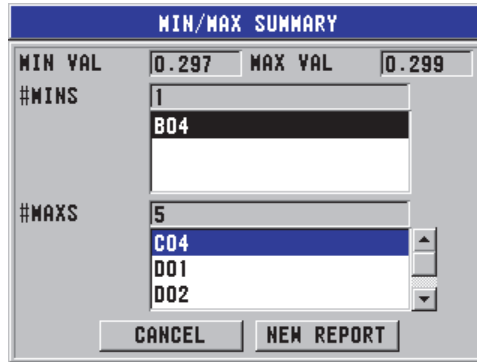 MIN/MAX SUMMARY
MIN VAL 0.297 MAX VAL 0.299
#MINS 1
B04
#MAXS 5
C04
D01
D02
CANCEL NEW REPORT